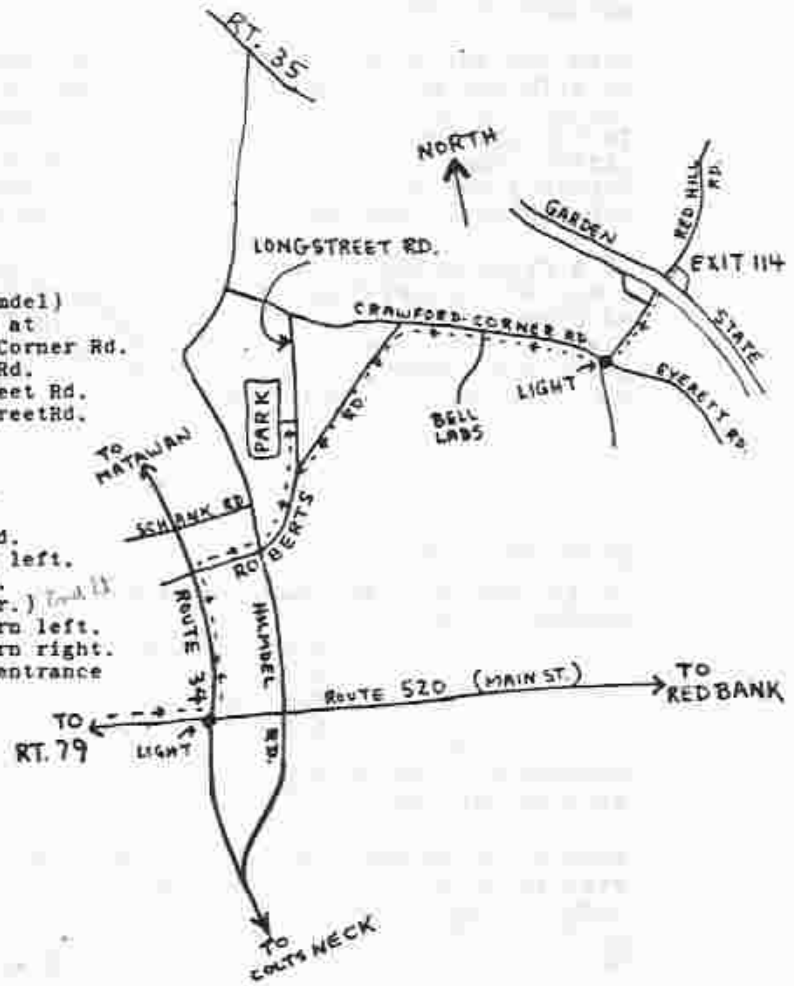 RT. 35
NORTH
RED HILL
RD.
GARDEN
STATE
EXIT 114
LONGSTREET RD.
CRAWFORD-CORNER RD.
LIGHT
EVERETT RD.
BELL
LABS
mdel)
at
Corner Rd.
Rd.
eet Rd.
reetRd.
PARK
RD.
TO
MATAWAN
SCHANK RD
ROBERTS
d.
left.
.
r.)
rn left.
rn right.
entrance
ROUTE 34
HOLMDEL RD.
ROUTE 520 (MAIN ST.)
TO
RED BANK
TO
RT. 79
LIGHT
TO
COLTS NECK